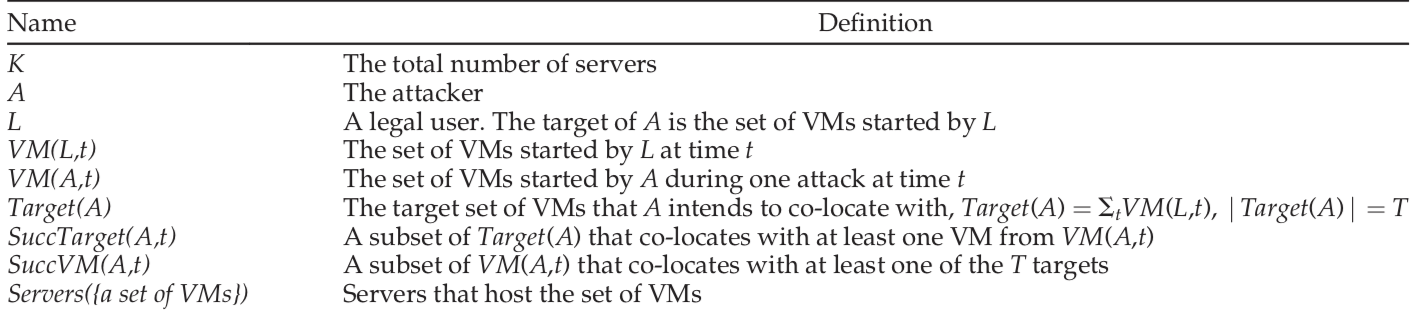 Name Definition
K The total number of servers
A The attacker
L A legal user. The target of A is the set of VMs started by L
VM(L,t) The set of VMs started by L at time t
VM(A,t) The set of VMs started by A during one attack at time t
Target(A) The target set of VMs that A intends to co-locate with, Target(A) = ΣₜVM(L,t), |Target(A)| = T
SuccTarget(A,t) A subset of Target(A) that co-locates with at least one VM from VM(A,t)
SuccVM(A,t) A subset of VM(A,t) that co-locates with at least one of the T targets
Servers({a set of VMs}) Servers that host the set of VMs